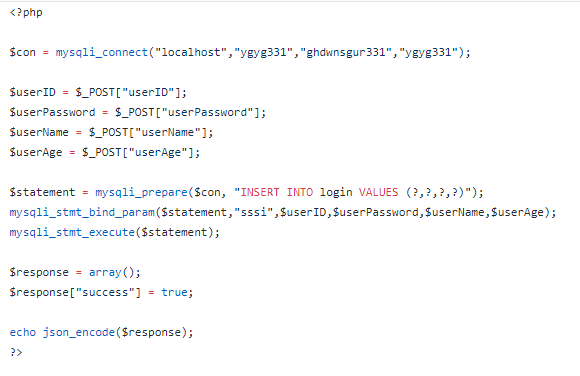 <?php
$con = mysqli_connect("localhost","ygyg331","ghdwnsgur331","ygyg331");
$userID = $_POST["userID"];
$userPassword = $_POST["userPassword"];
$userName = $_POST["userName"];
$userAge = $_POST["userAge"];
$statement = mysqli_prepare($con, "INSERT INTO login VALUES (?,?,?,?)");
mysqli_stmt_bind_param($statement,"sssi",$userID,$userPassword,$userName,$userAge);
mysqli_stmt_execute($statement);
$response = array();
$response["success"] = true;
echo json_encode($response);
?>